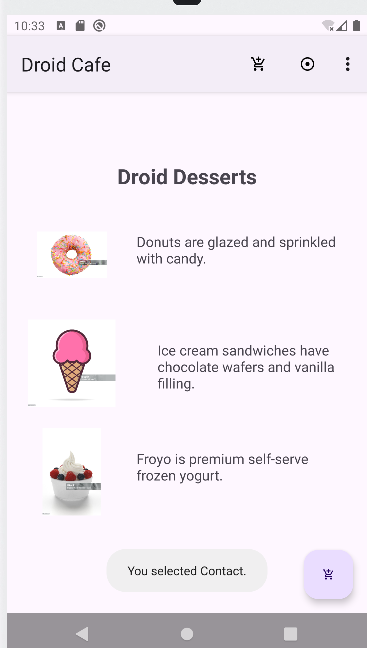 10:33
Droid Cafe
Droid Desserts
Donuts are glazed and sprinkled
with candy.
Ice cream sandwiches have
chocolate wafers and vanilla
filling.
Froyo is premium self-serve
frozen yogurt.
You selected Contact.